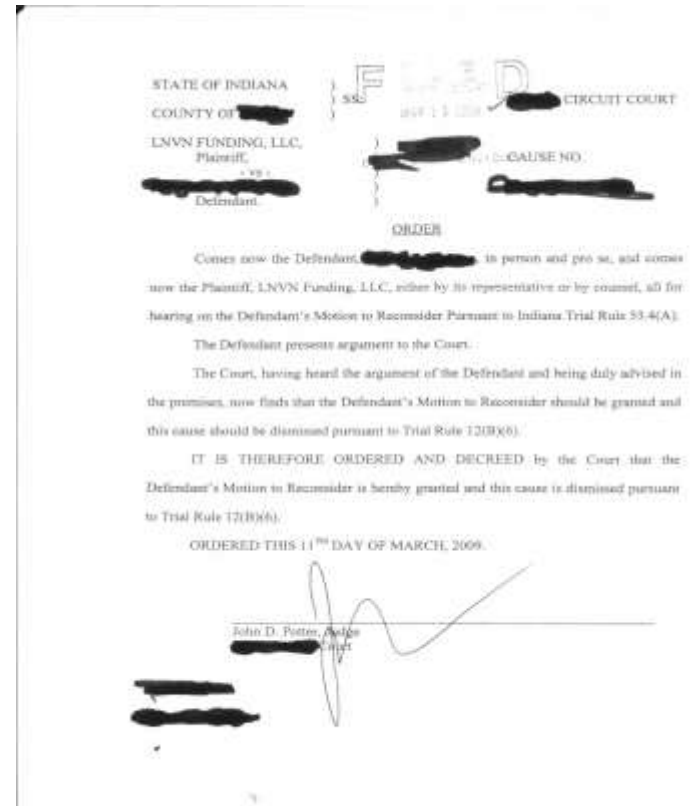 STATE OF INDIANA ) F D
) SS: CIRCUIT COURT
COUNTY OF )
LNVN FUNDING, LLC, )
Plaintiff,
- vs - CAUSE NO.
)
Defendant. )
ORDER
Comes now the Defendant, , in person and pro se, and comes
now the Plaintiff, LNVN Funding, LLC, either by its representative or by counsel, all for
hearing on the Defendant's Motion to Reconsider Pursuant to Indiana Trial Rule 53.4(A).
The Defendant presents argument to the Court.
The Court, having heard the argument of the Defendant and being duly advised in
the premises, now finds that the Defendant's Motion to Reconsider should be granted and
this cause should be dismissed pursuant to Trial Rule 12(B)(6).
IT IS THEREFORE ORDERED AND DECREED by the Court that the
Defendant's Motion to Reconsider is hereby granted and this cause is dismissed pursuant
to Trial Rule 12(B)(6).
ORDERED THIS 11TH DAY OF MARCH, 2009.
John D. Potter, Judge
Court